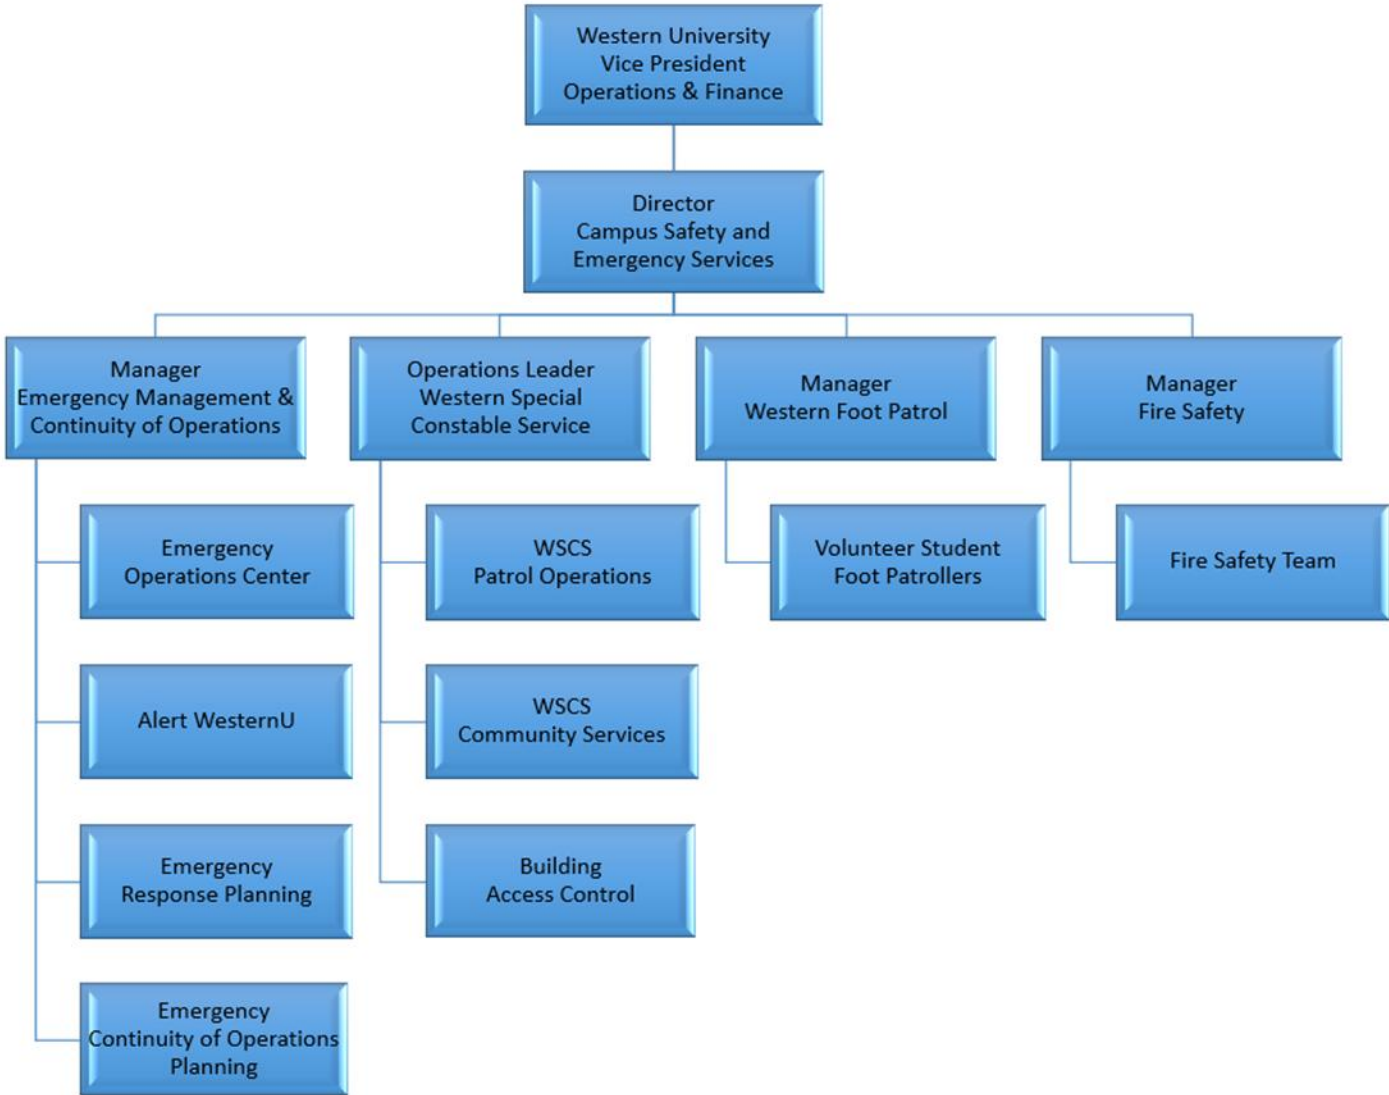 Western University
Vice President
Operations & Finance
Director
Campus Safety and
Emergency Services
Manager
Emergency Management &
Continuity of Operations
Operations Leader
Western Special
Constable Service
Manager
Western Foot Patrol
Manager
Fire Safety
Emergency
Operations Center
WSCS
Patrol Operations
Volunteer Student
Foot Patrollers
Fire Safety Team
Alert WesternU
WSCS
Community Services
Emergency
Response Planning
Building
Access Control
Emergency
Continuity of Operations
Planning